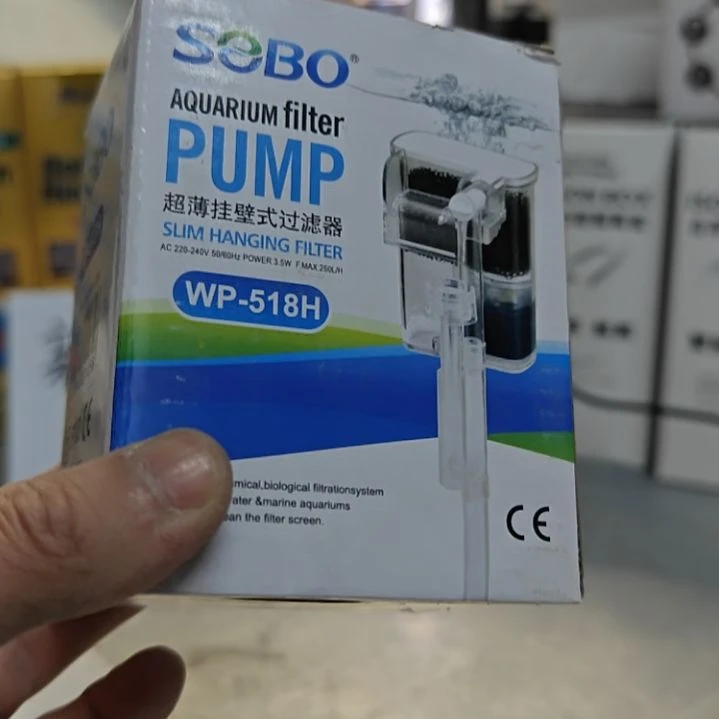 SOBO®
AQUARIUM filter
PUMP
超薄挂壁式过滤器
SLIM HANGING FILTER
AC 220-240V 50/60Hz POWER 3.5W F.MAX 250L/H
WP-518H
mical,biological filtrationsystem
ater &marine aquariums
ean the filter screen.
CE
CE